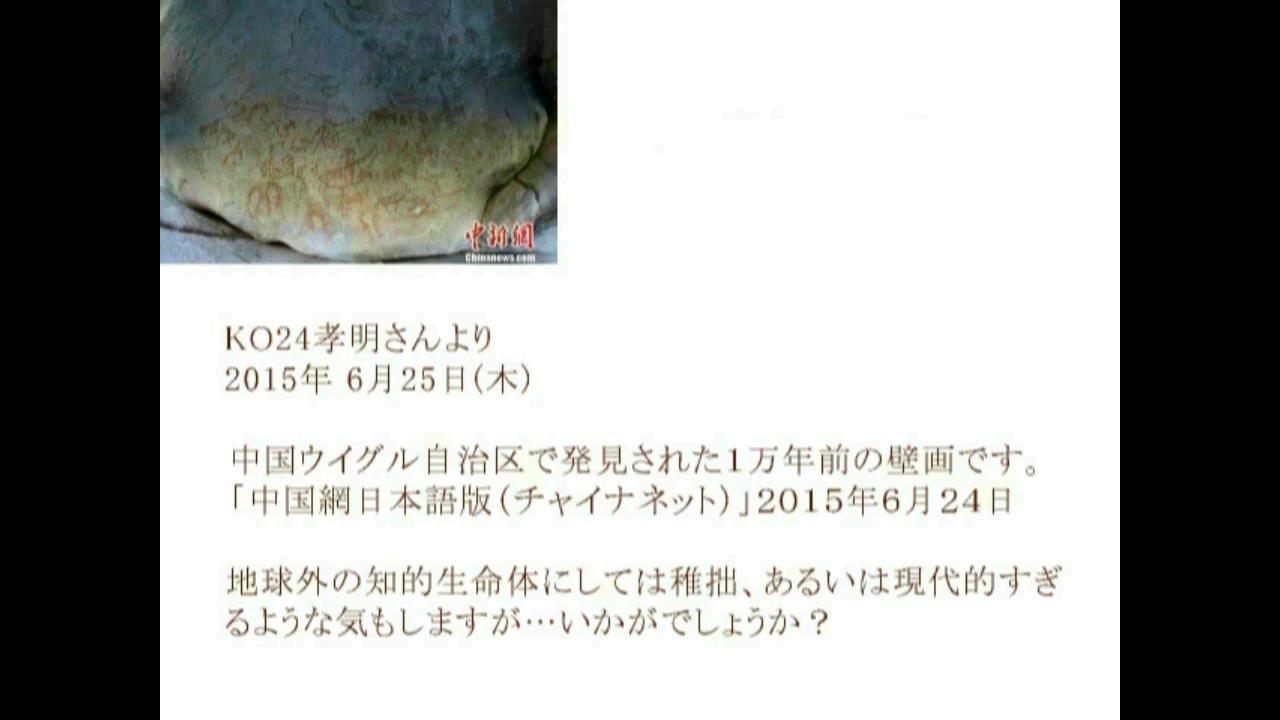 中新網
Chinanews.com
KO24孝明さんより
2015年 6月25日(木)
中国ウイグル自治区で発見された1万年前の壁画です。
「中国網日本語版(チャイナネット)」2015年6月24日
地球外の知的生命体にしては稚拙、あるいは現代的すぎ
るような気もしますが…いかがでしょうか？